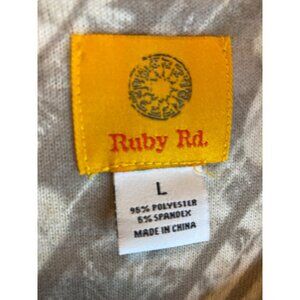 Ruby Rd.
L
95% POLYESTER
5% SPANDEX
MADE IN CHINA